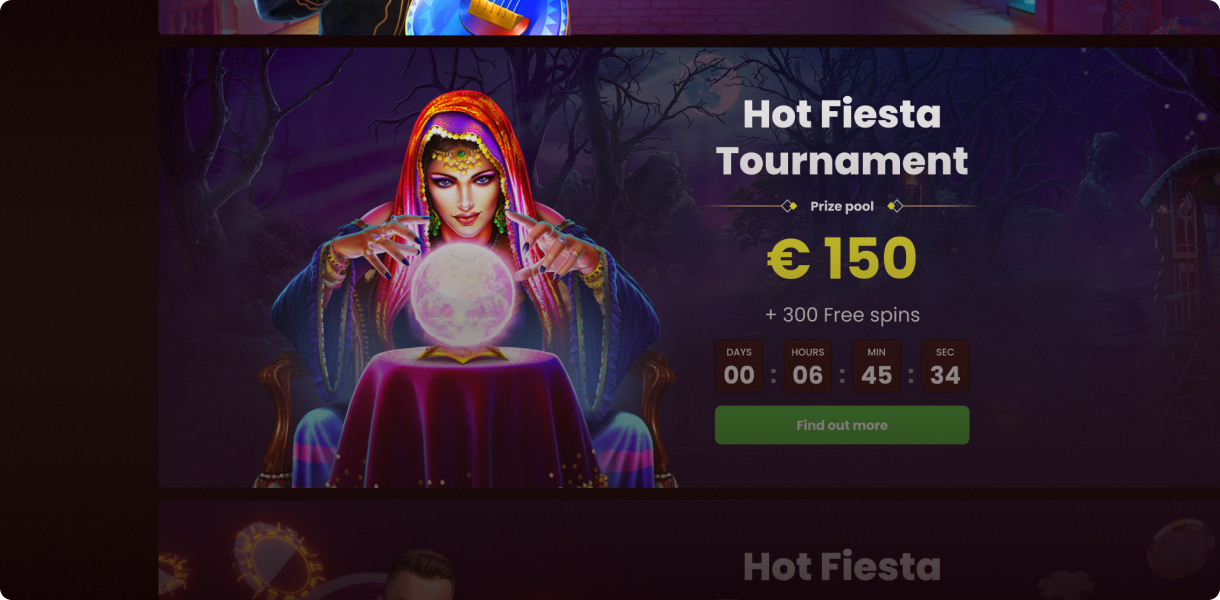 Hot Fiesta
Tournament
Prize pool
€ 150
+ 300 Free spins
DAYS HOURS MIN SEC
00 : 06 : 45 : 34
Find out more
Hot Fiesta